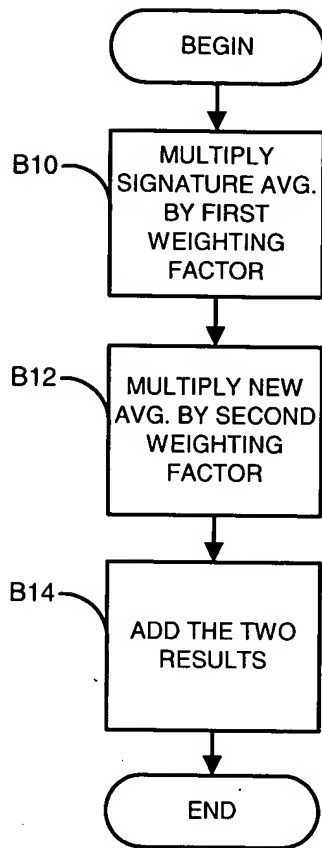 BEGIN
B10
MULTIPLY
SIGNATURE AVG.
BY FIRST
WEIGHTING
FACTOR
B12
MULTIPLY NEW
AVG. BY SECOND
WEIGHTING
FACTOR
B14
ADD THE TWO
RESULTS
END